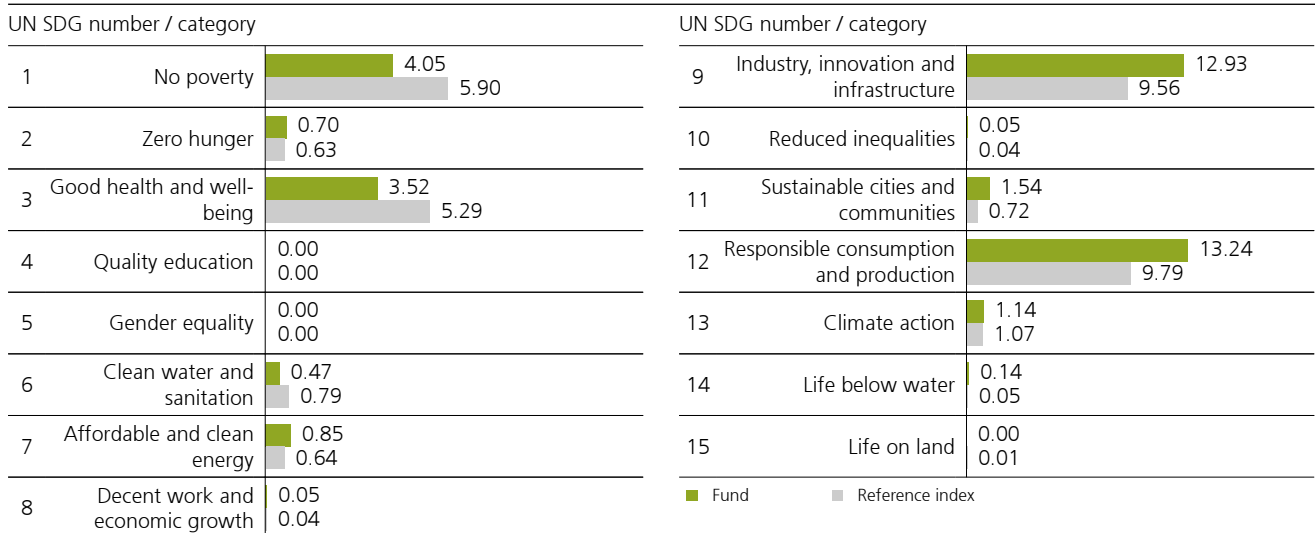 UN SDG number / category
1 No poverty 4.05
5.90
2 Zero hunger 0.70
0.63
3 Good health and well-
being 3.52
5.29
4 Quality education 0.00
0.00
5 Gender equality 0.00
0.00
6 Clean water and
sanitation 0.47
0.79
7 Affordable and clean
energy 0.85
0.64
8 Decent work and
economic growth 0.05
0.04
UN SDG number / category
9 Industry, innovation and
infrastructure 12.93
9.56
10 Reduced inequalities 0.05
0.04
11 Sustainable cities and
communities 1.54
0.72
12 Responsible consumption
and production 13.24
9.79
13 Climate action 1.14
1.07
14 Life below water 0.14
0.05
15 Life on land 0.00
0.01
Fund Reference index